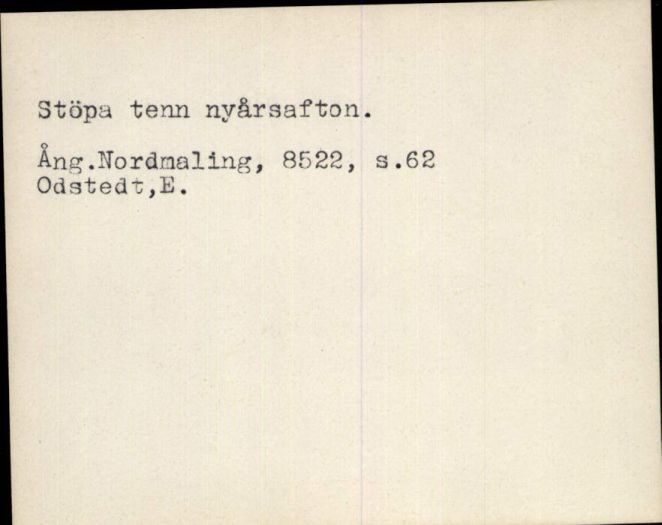 Stöpa tenn nyårsafton.
Ång.Nordmaling, 8522, s.62
Odstedt,E.